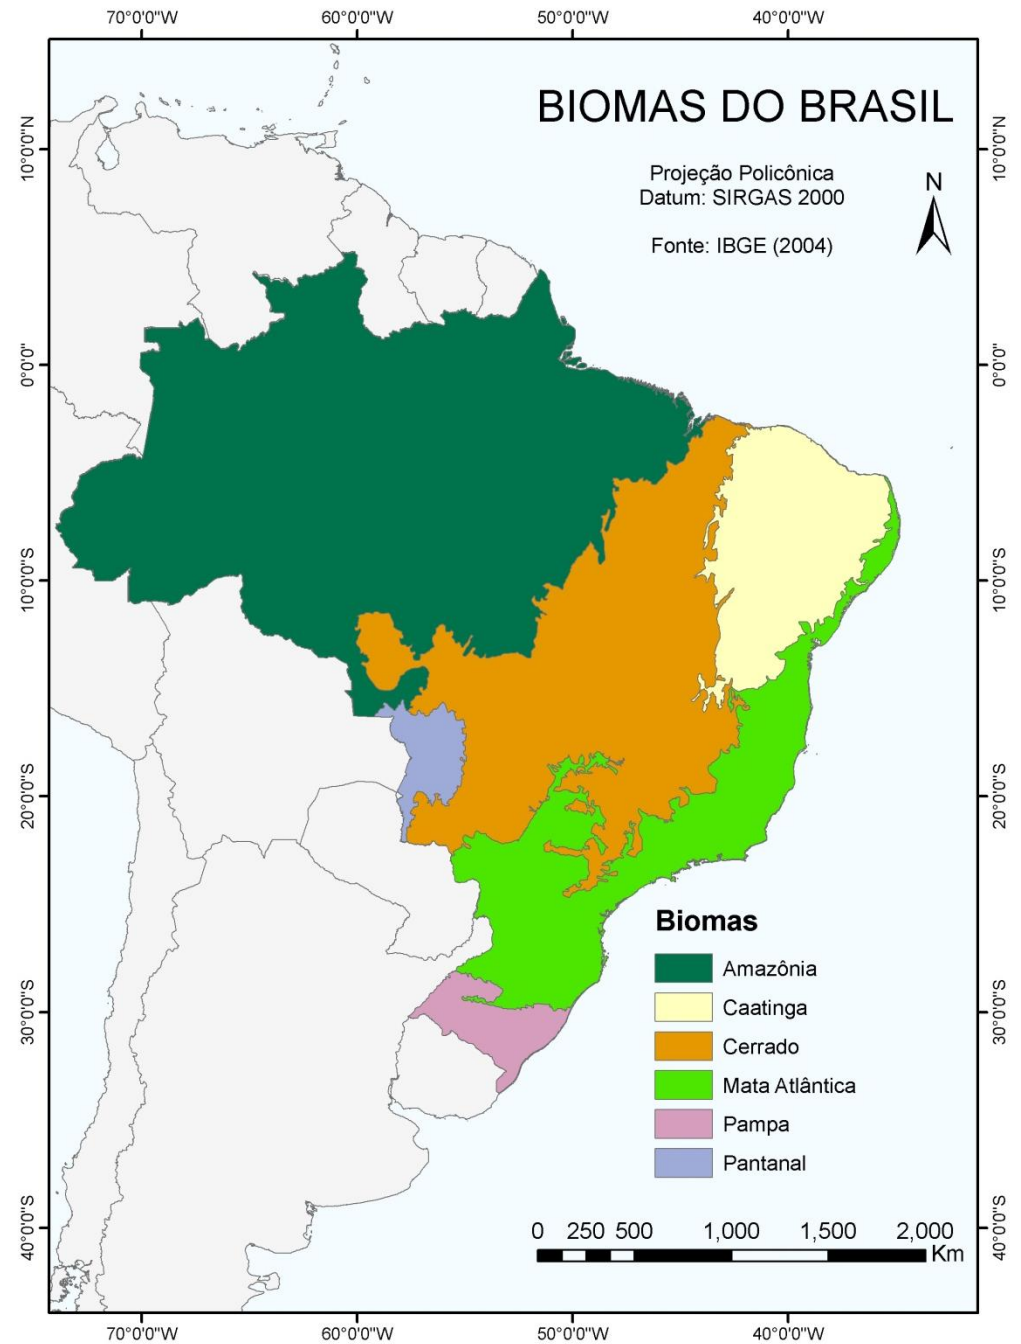 70°0'0"W 60°0'0"W 50°0'0"W 40°0'0"W
BIOMAS DO BRASIL
Projeção Policônica
Datum: SIRGAS 2000
Fonte: IBGE (2004)
N
10°0'0"N
0°0'0"
10°0'0"S
20°0'0"S
30°0'0"S
40°0'0"S
10°0'0"N
0°0'0"
10°0'0"S
20°0'0"S
30°0'0"S
40°0'0"S
Biomas
Amazônia
Caatinga
Cerrado
Mata Atlântica
Pampa
Pantanal
0 250 500 1,000 1,500 2,000
Km
70°0'0"W 60°0'0"W 50°0'0"W 40°0'0"W